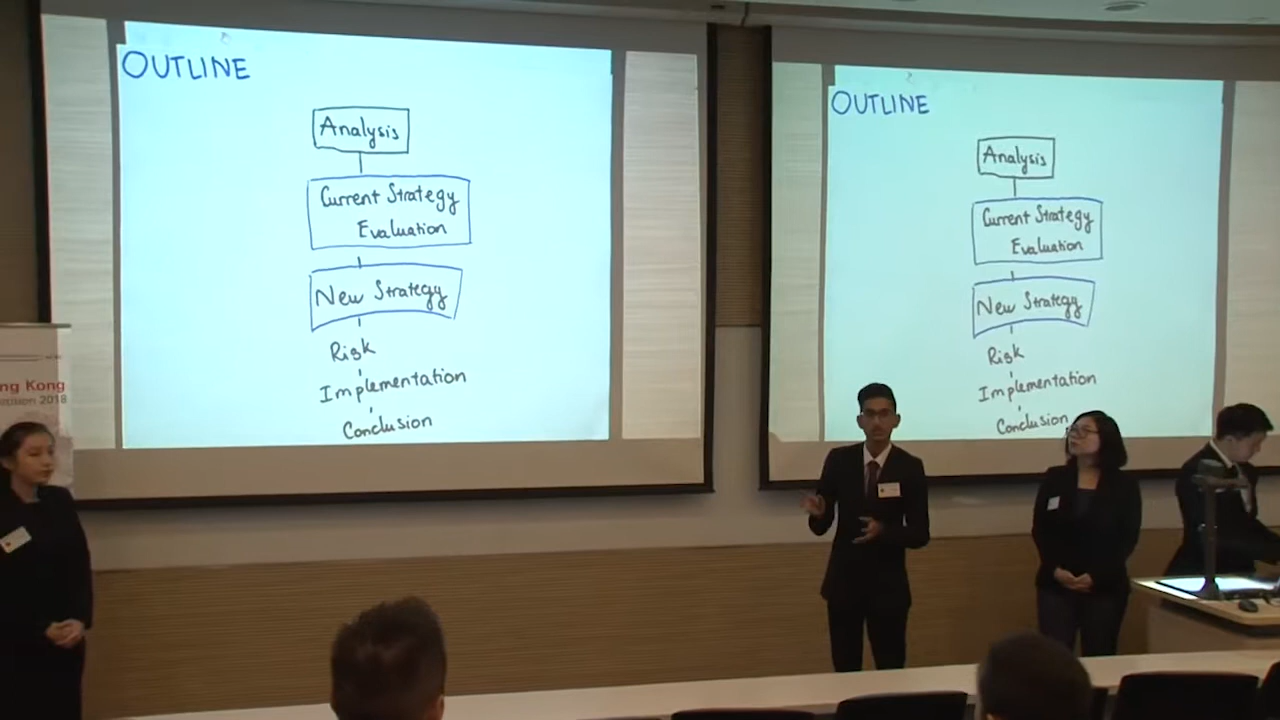 OUTLINE
Analysis
Current Strategy
Evaluation
New Strategy
Risk
Implementation
Conclusion
OUTLINE
Analysis
Current Strategy
Evaluation
New Strategy
Risk
Implementation
Conclusion
ng Kong
2018